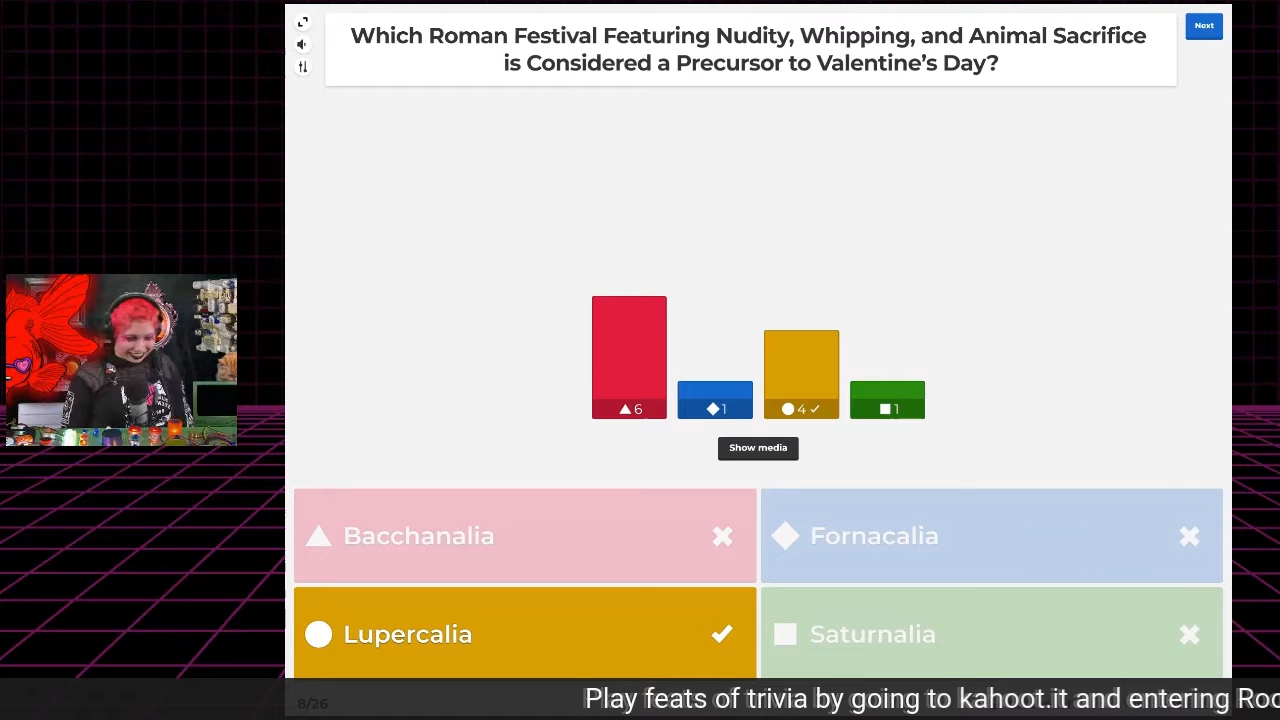 Which Roman Festival Featuring Nudity, Whipping, and Animal Sacrifice
is Considered a Precursor to Valentine’s Day?
Next
6
1
4
1
Show media
Bacchanalia
Fornacalia
Lupercalia
Saturnalia
8/26
Play feats of trivia by going to kahoot.it and entering